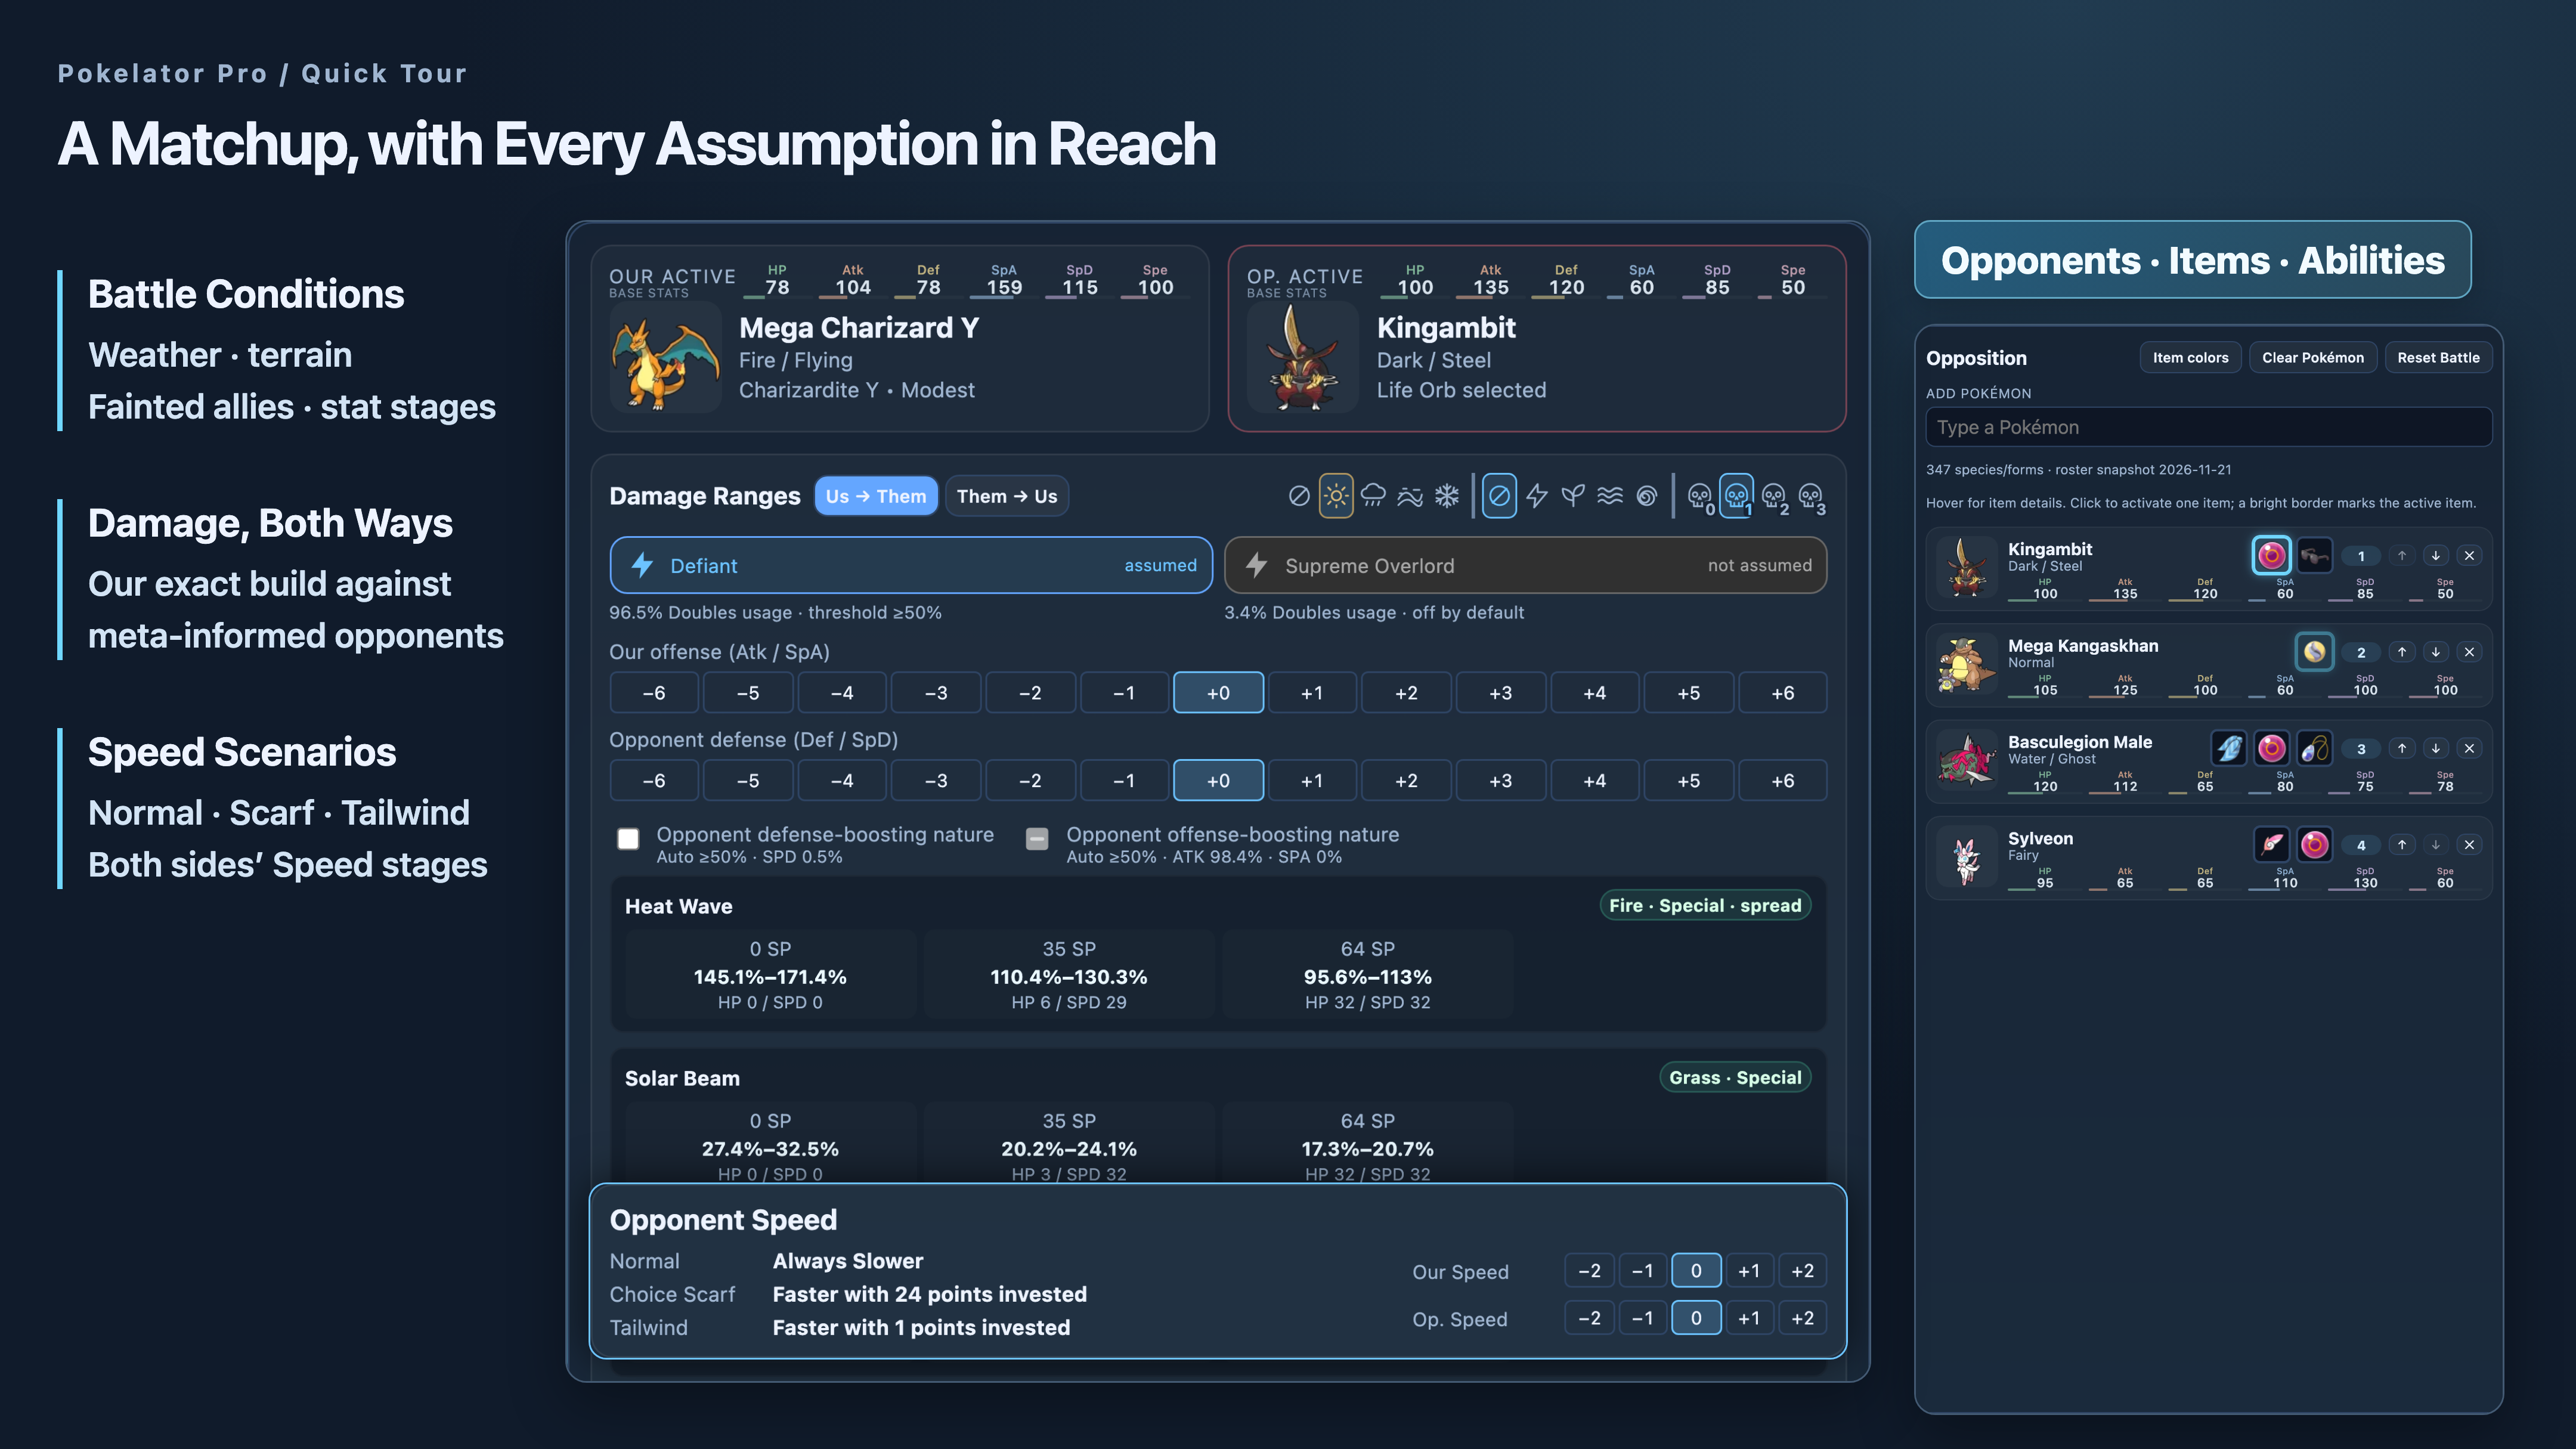 Pokelator Pro / Quick Tour
A Matchup, with Every Assumption in Reach
Battle Conditions
Weather · terrain
Fainted allies · stat stages
Damage, Both Ways
Our exact build against
meta-informed opponents
Speed Scenarios
Normal · Scarf · Tailwind
Both sides’ Speed stages
OUR ACTIVE
BASE STATS
HP Atk Def SpA SpD Spe
78 104 78 159 115 100
Mega Charizard Y
Fire / Flying
Charizardite Y • Modest
OP. ACTIVE
BASE STATS
HP Atk Def SpA SpD Spe
100 135 120 60 85 50
Kingambit
Dark / Steel
Life Orb selected
Damage Ranges Us → Them Them → Us 0 1 2 3
Defiant assumed
96.5% Doubles usage · threshold ≥50%
Supreme Overlord not assumed
3.4% Doubles usage · off by default
Our offense (Atk / SpA)
−6 −5 −4 −3 −2 −1 +0 +1 +2 +3 +4 +5 +6
Opponent defense (Def / SpD)
−6 −5 −4 −3 −2 −1 +0 +1 +2 +3 +4 +5 +6
Opponent defense-boosting nature
Auto ≥50% · SPD 0.5%
Opponent offense-boosting nature
Auto ≥50% · ATK 98.4% · SPA 0%
Heat Wave Fire · Special · spread
0 SP 35 SP 64 SP
145.1%–171.4% 110.4%–130.3% 95.6%–113%
HP 0 / SPD 0 HP 6 / SPD 29 HP 32 / SPD 32
Solar Beam Grass · Special
0 SP 35 SP 64 SP
27.4%–32.5% 20.2%–24.1% 17.3%–20.7%
HP 0 / SPD 0 HP 3 / SPD 32 HP 32 / SPD 32
Opponent Speed
Normal Always Slower
Choice Scarf Faster with 24 points invested
Tailwind Faster with 1 points invested
Our Speed −2 −1 0 +1 +2
Op. Speed −2 −1 0 +1 +2
Opponents · Items · Abilities
Opposition Item colors Clear Pokémon Reset Battle
ADD POKÉMON
Type a Pokémon
347 species/forms · roster snapshot 2026-11-21
Hover for item details. Click to activate one item; a bright border marks the active item.
Kingambit 1 ↑ ↓ ×
Dark / Steel
HP Atk Def SpA SpD Spe
100 135 120 60 85 50
Mega Kangaskhan 2 ↑ ↓ ×
Normal
HP Atk Def SpA SpD Spe
105 125 100 60 100 100
Basculegion Male 3 ↑ ↓ ×
Water / Ghost
HP Atk Def SpA SpD Spe
120 112 65 80 75 78
Sylveon 4 ↑ ↓ ×
Fairy
HP Atk Def SpA SpD Spe
95 65 65 110 130 60